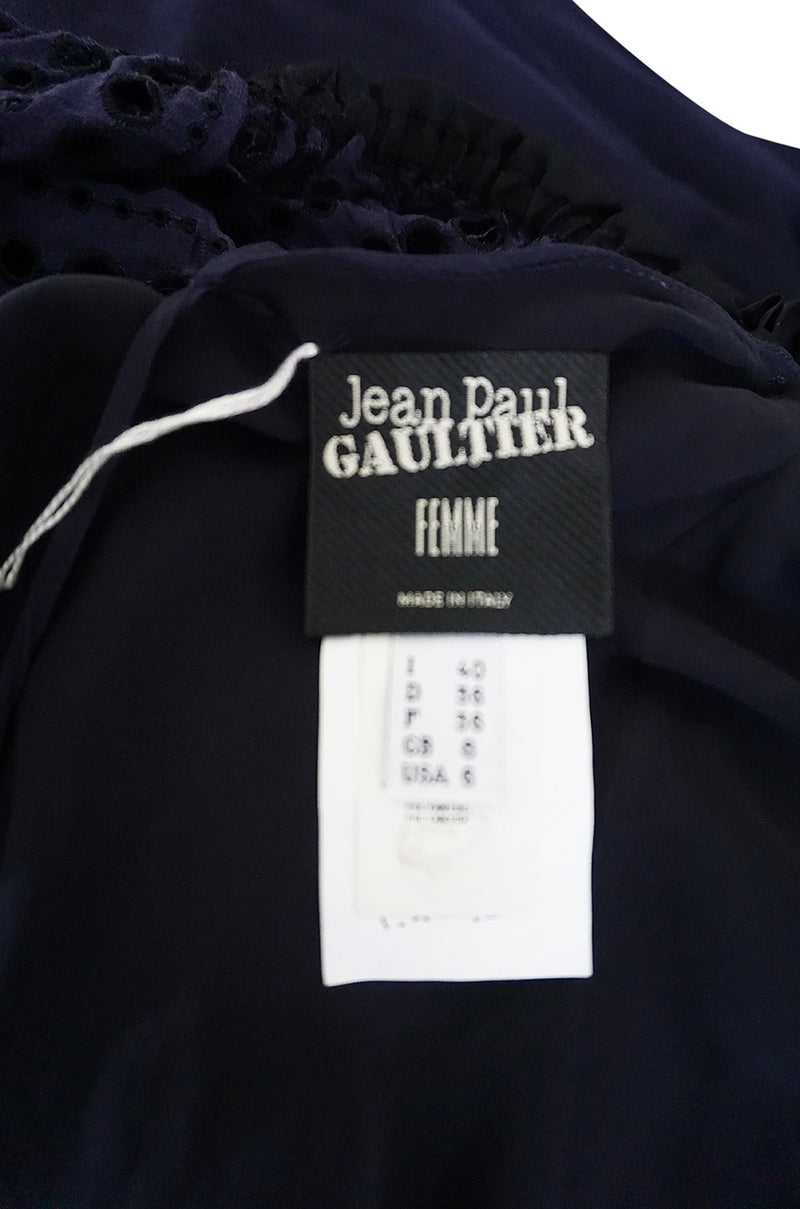 Jean Paul
GAULTIER
FEMME
MADE IN ITALY
I 40
D 36
F 36
GB 8
USA 6